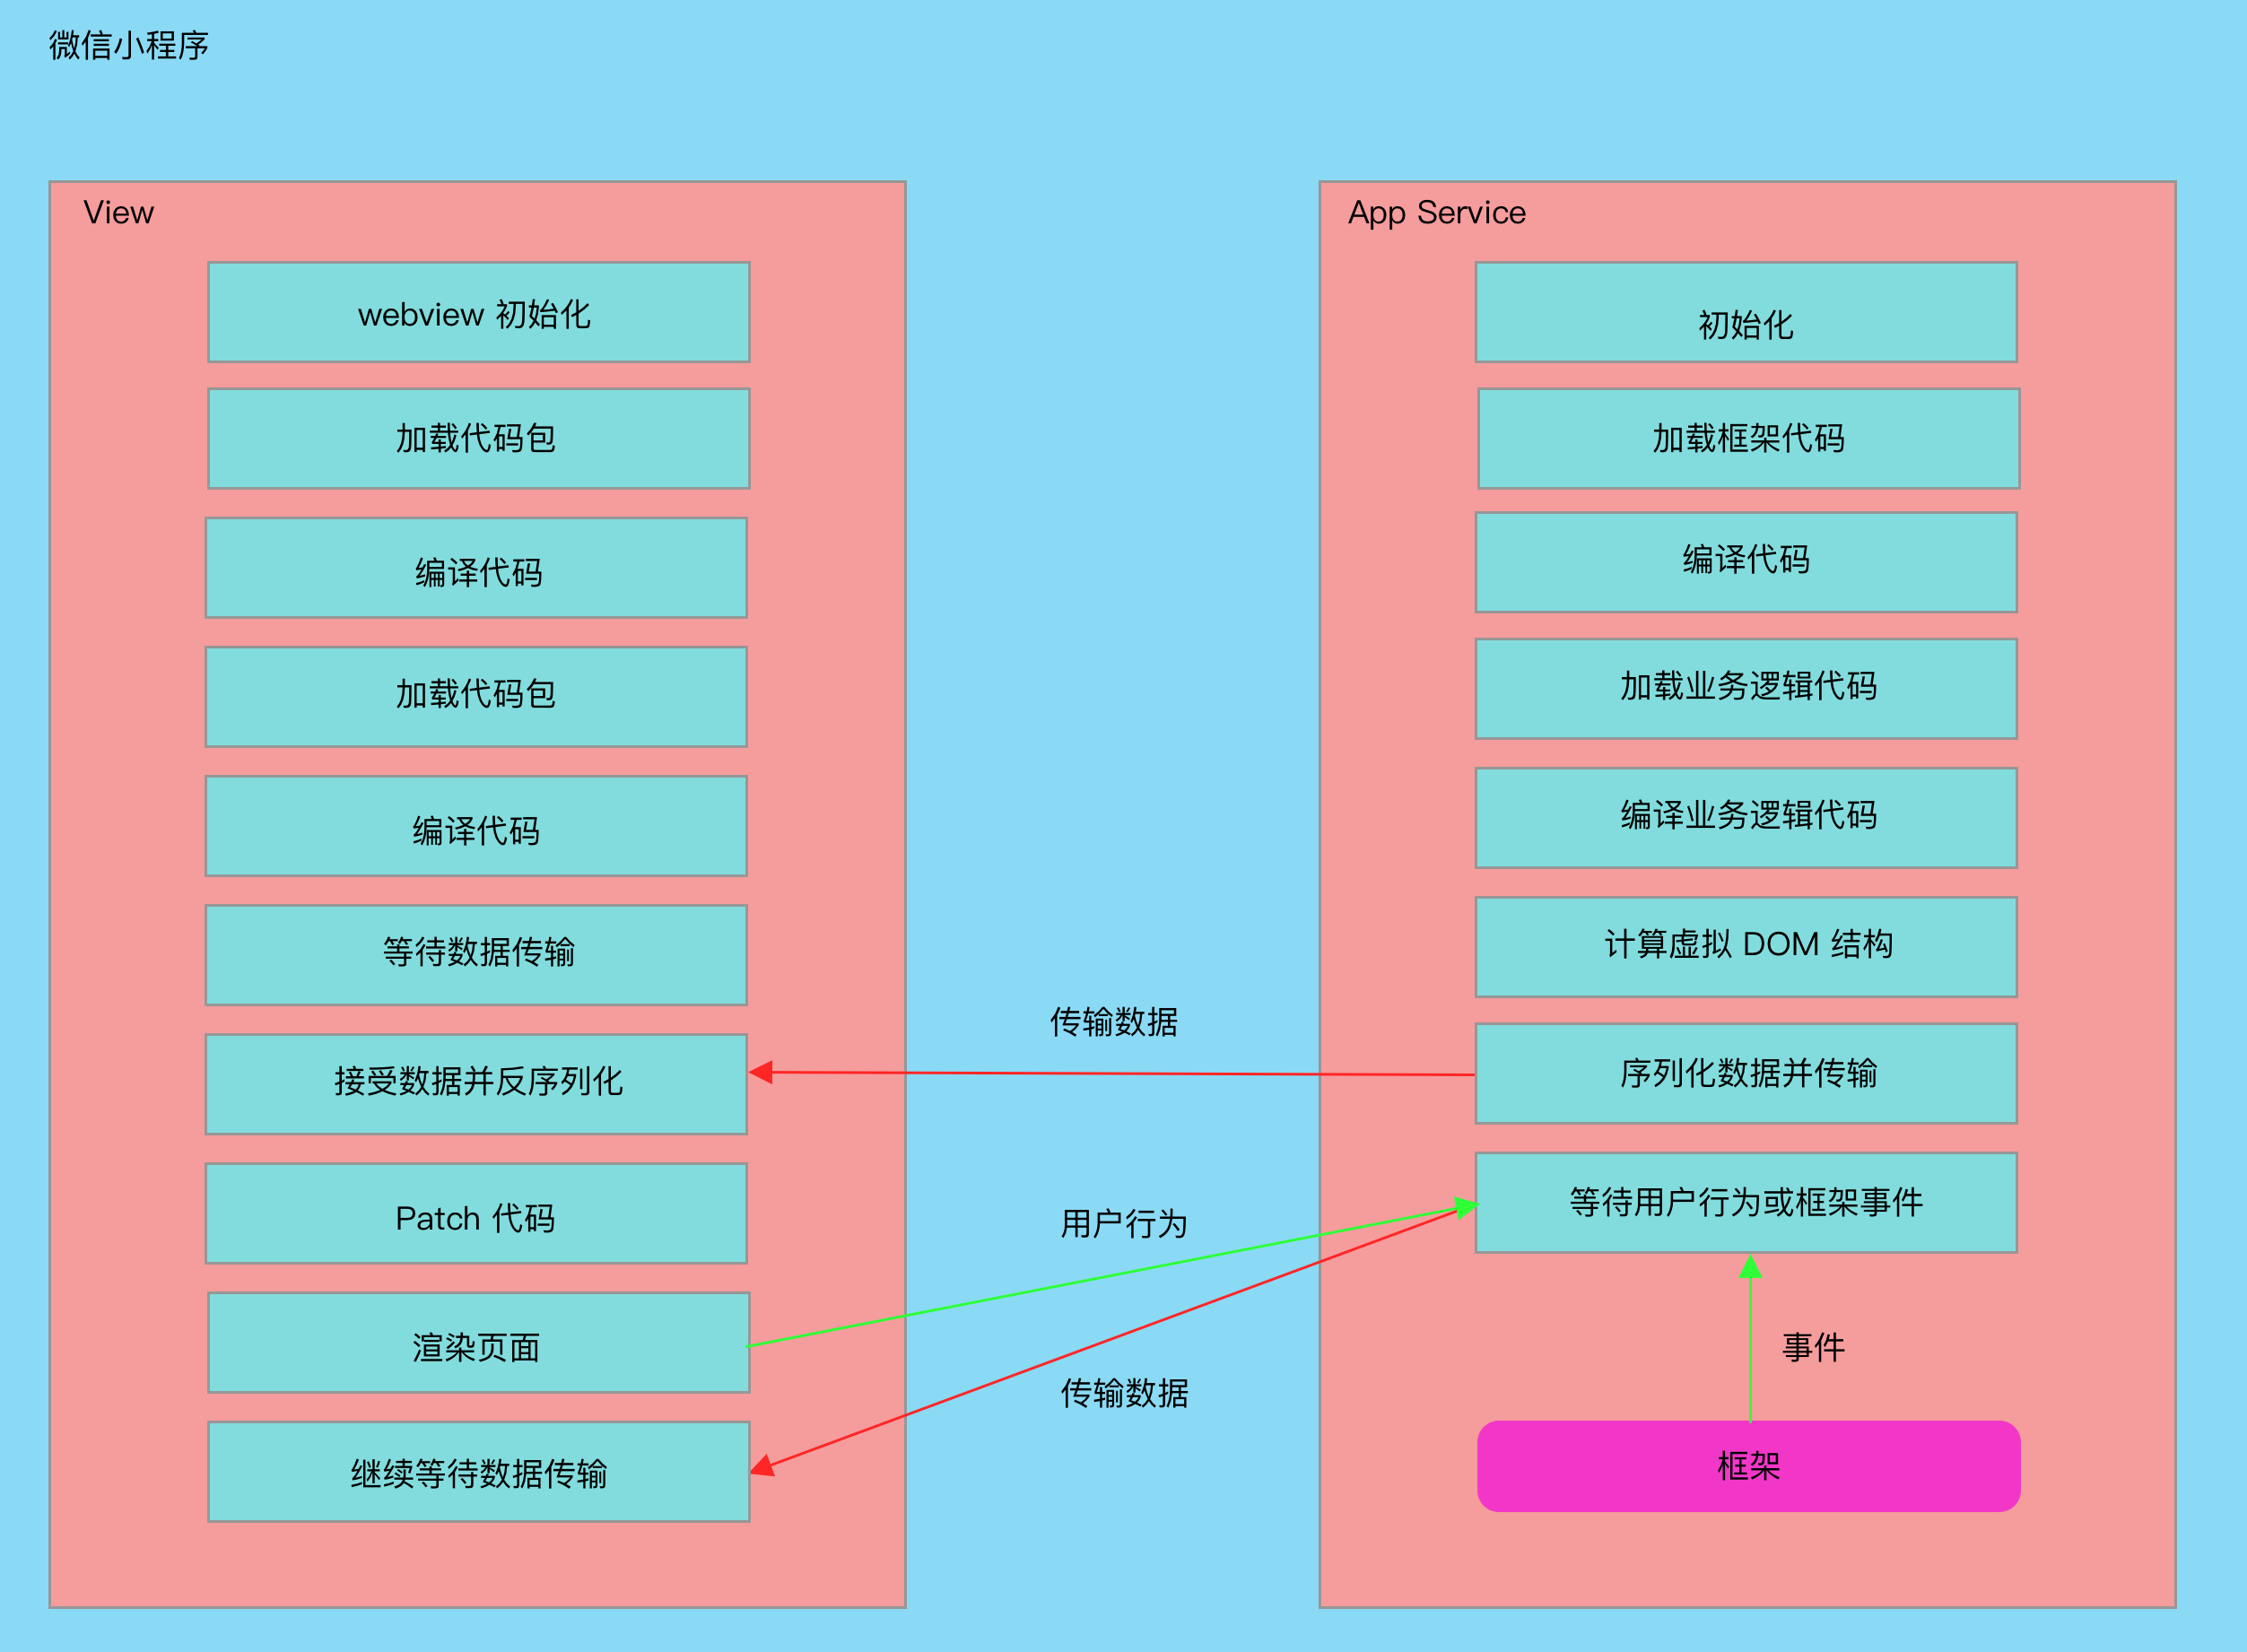 微信小程序
View
webview 初始化
加载代码包
编译代码
加载代码包
编译代码
等待数据传输
接受数据并反序列化
Patch 代码
渲染页面
继续等待数据传输
传输数据
用户行为
传输数据
App Service
初始化
加载框架代码
编译代码
加载业务逻辑代码
编译业务逻辑代码
计算虚拟 DOM 结构
序列化数据并传输
等待用户行为或框架事件
事件
框架